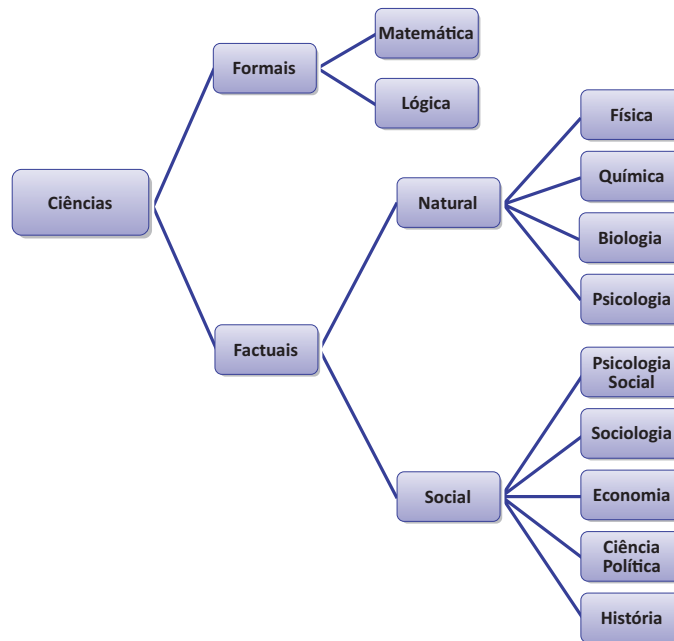 Ciências
Formais
Matemática
Lógica
Factuais
Natural
Física
Química
Biologia
Psicologia
Social
Psicologia
Social
Sociologia
Economia
Ciência
Política
História